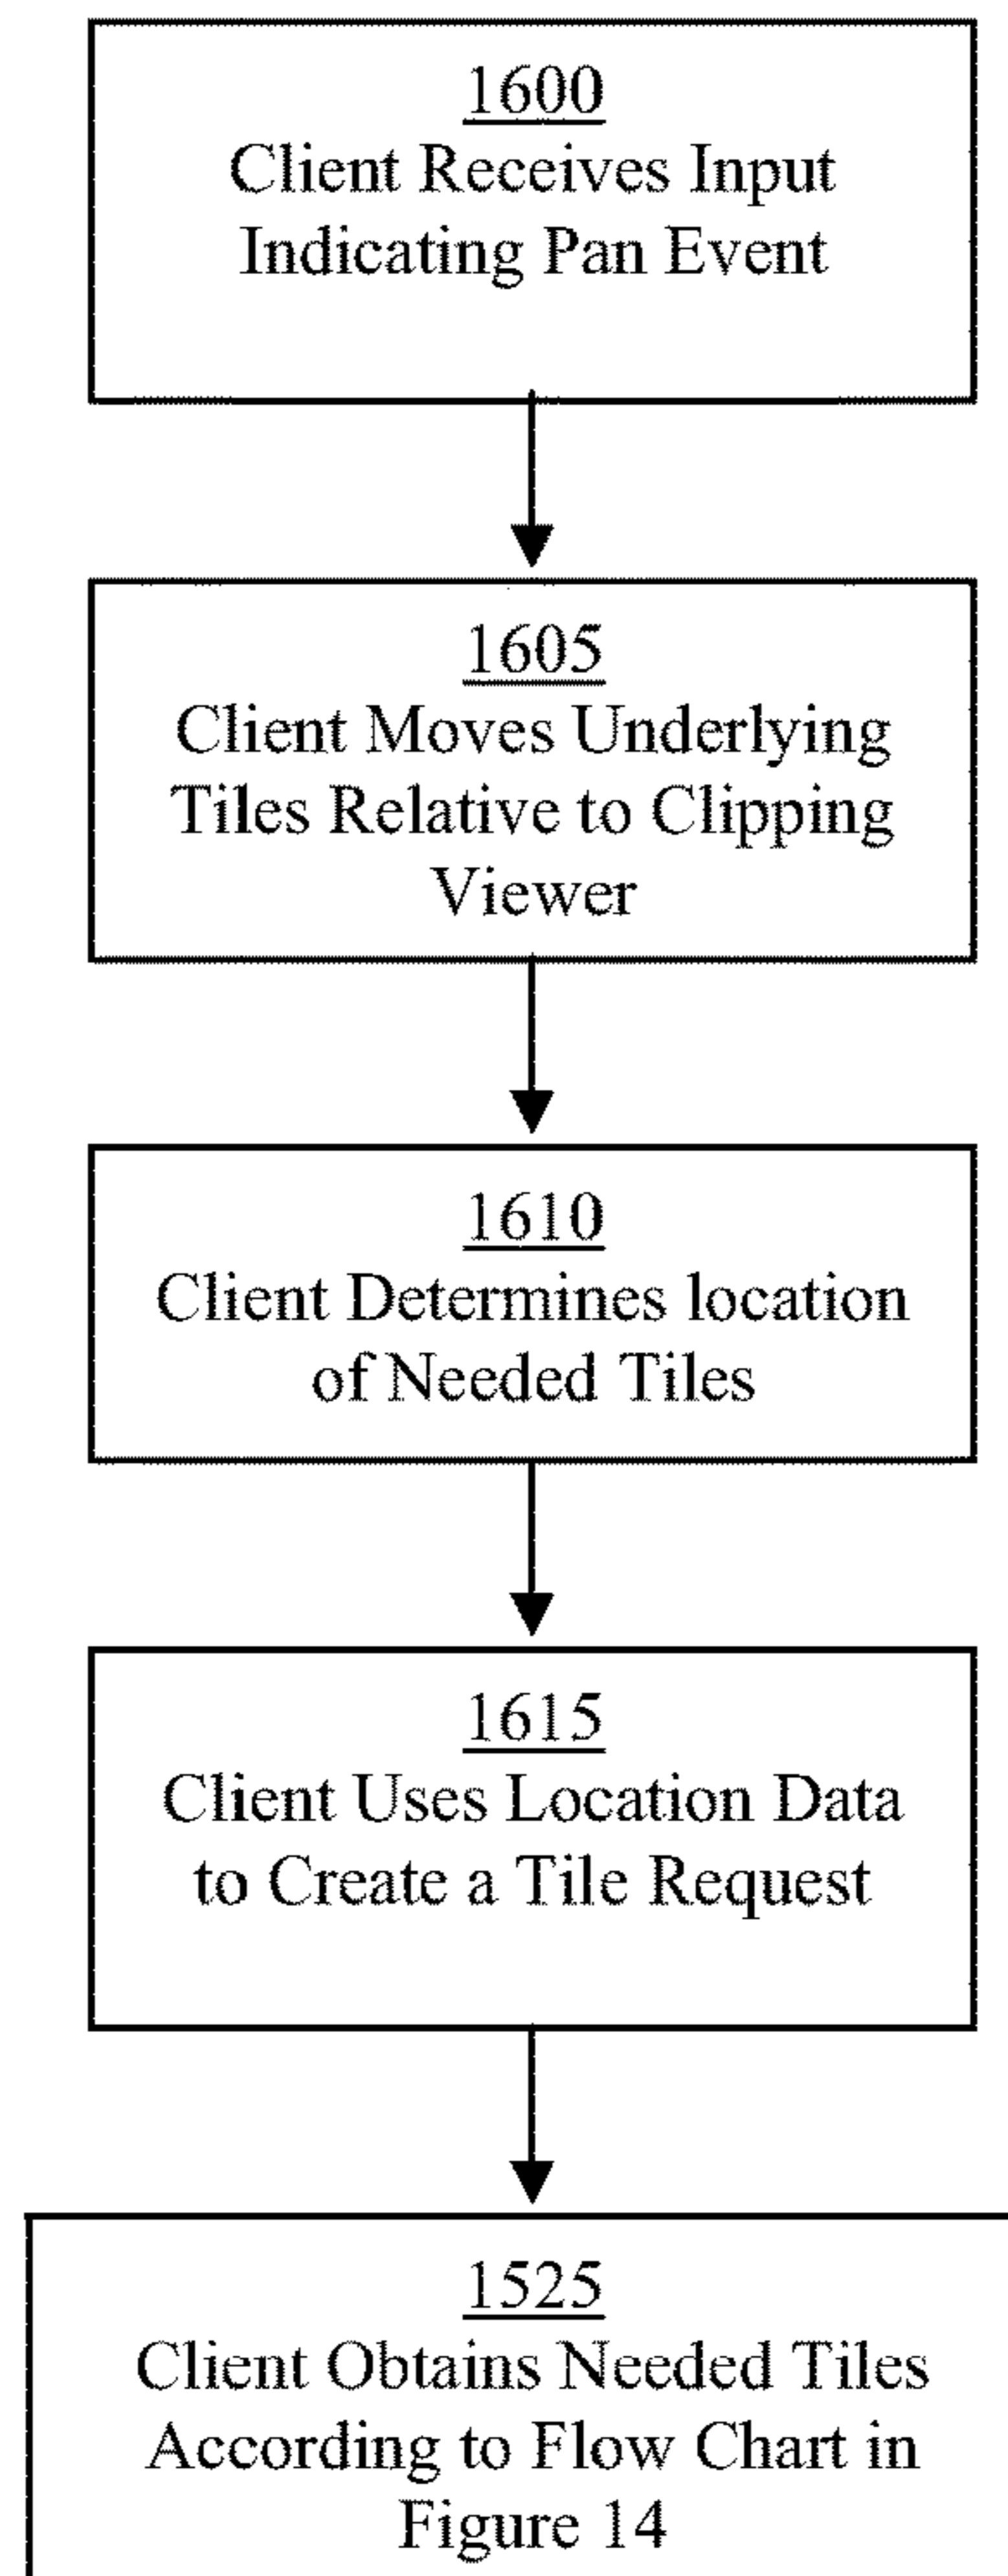 1600
Client Receives Input
Indicating Pan Event
1605
Client Moves Underlying
Tiles Relative to Clipping
Viewer
1610
Client Determines location
of Needed Tiles
1615
Client Uses Location Data
to Create a Tile Request
1525
Client Obtains Needed Tiles
According to Flow Chart in
Figure 14